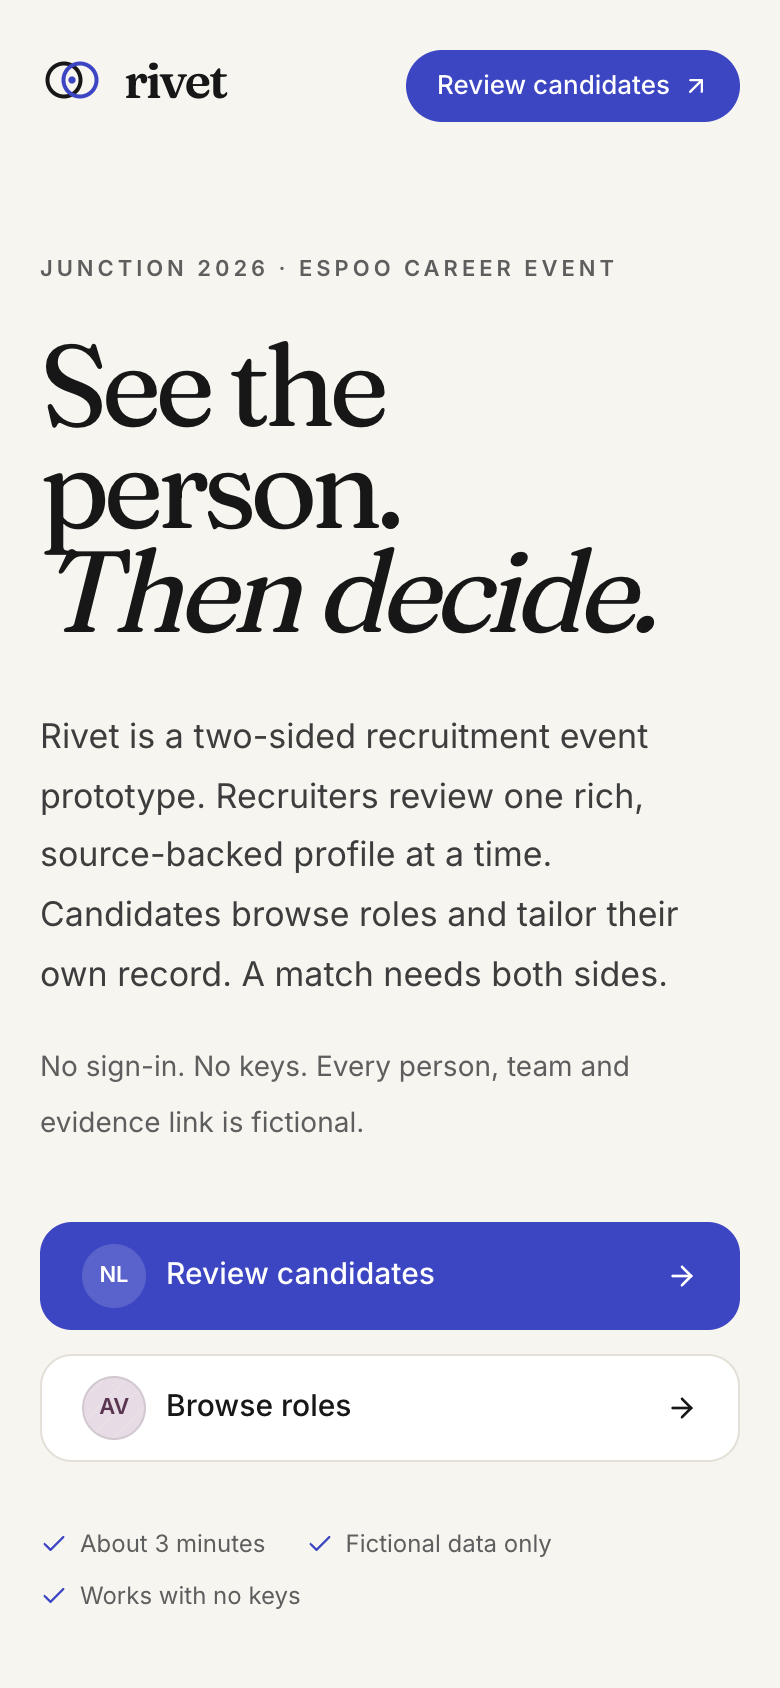 rivet
Review candidates
JUNCTION 2026 · ESPOO CAREER EVENT
See the
person.
Then decide.
Rivet is a two-sided recruitment event
prototype. Recruiters review one rich,
source-backed profile at a time.
Candidates browse roles and tailor their
own record. A match needs both sides.
No sign-in. No keys. Every person, team and
evidence link is fictional.
NL Review candidates
AV Browse roles
About 3 minutes Fictional data only
Works with no keys